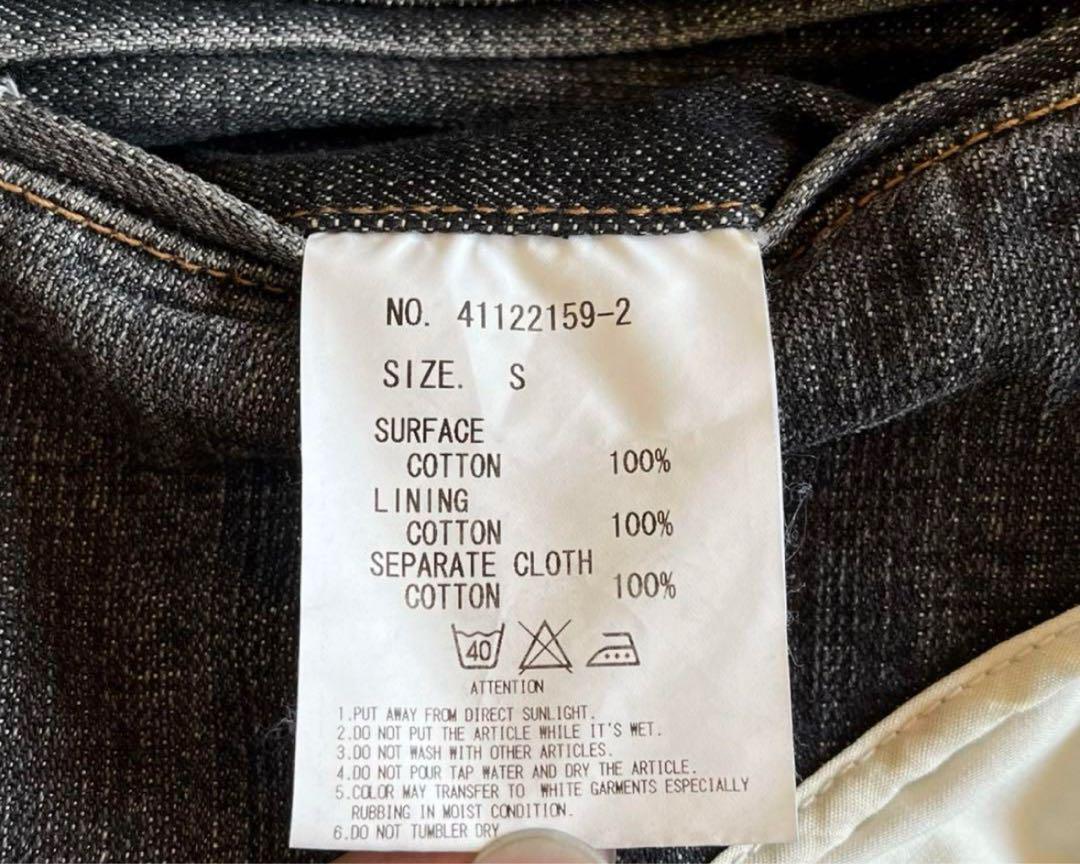 NO. 41122159-2
SIZE. S
SURFACE
COTTON 100%
LINING
COTTON 100%
SEPARATE CLOTH
COTTON 100%
40
ATTENTION
1.PUT AWAY FROM DIRECT SUNLIGHT.
2.DO NOT PUT THE ARTICLE WHILE IT'S WET.
3.DO NOT WASH WITH OTHER ARTICLES.
4.DO NOT POUR TAP WATER AND DRY THE ARTICLE.
5.COLOR MAY TRANSFER TO WHITE GARMENTS ESPECIALLY
RUBBING IN MOIST CONDITION.
6.DO NOT TUMBLER DRY